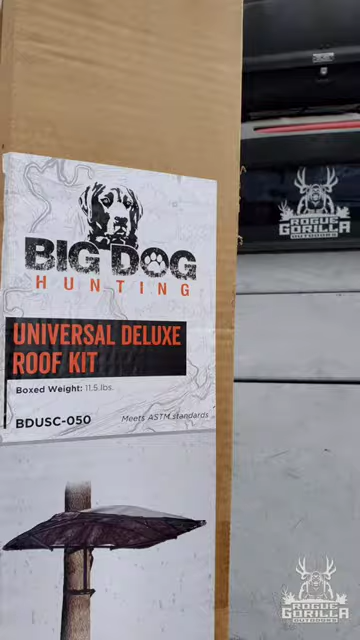 BIG DOG
HUNTING
UNIVERSAL DELUXE
ROOF KIT
Boxed Weight: 11.5 lbs.
BDUSC-050
Meets ASTM standards
ROGUE
GORILLA
OUTDOORS
ROGUE
GORILLA
OUTDOORS